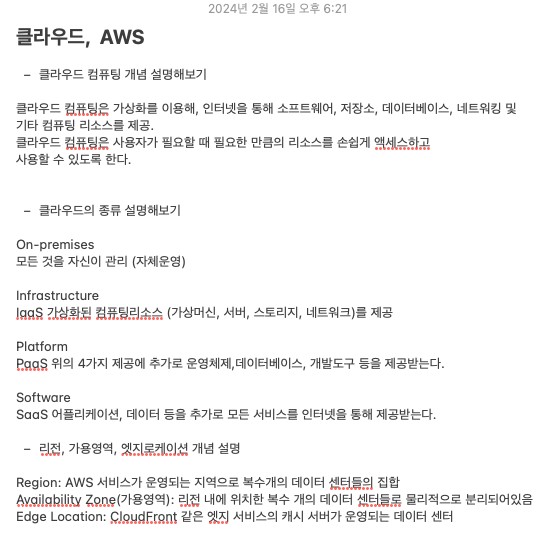 2024년 2월 16일 오후 6:21
클라우드, AWS
– 클라우드 컴퓨팅 개념 설명해보기
클라우드 컴퓨팅은 가상화를 이용해, 인터넷을 통해 소프트웨어, 저장소, 데이터베이스, 네트워킹 및
기타 컴퓨팅 리소스를 제공.
클라우드 컴퓨팅은 사용자가 필요할 때 필요한 만큼의 리소스를 손쉽게 액세스하고
사용할 수 있도록 한다.
– 클라우드의 종류 설명해보기
On-premises
모든 것을 자신이 관리 (자체운영)
Infrastructure
IaaS 가상화된 컴퓨팅리소스 (가상머신, 서버, 스토리지, 네트워크)를 제공
Platform
PaaS 위의 4가지 제공에 추가로 운영체제,데이터베이스, 개발도구 등을 제공받는다.
Software
SaaS 어플리케이션, 데이터 등을 추가로 모든 서비스를 인터넷을 통해 제공받는다.
– 리전, 가용영역, 엣지로케이션 개념 설명
Region: AWS 서비스가 운영되는 지역으로 복수개의 데이터 센터들의 집합
Availability Zone(가용영역): 리전 내에 위치한 복수 개의 데이터 센터들로 물리적으로 분리되어있음
Edge Location: CloudFront 같은 엣지 서비스의 캐시 서버가 운영되는 데이터 센터